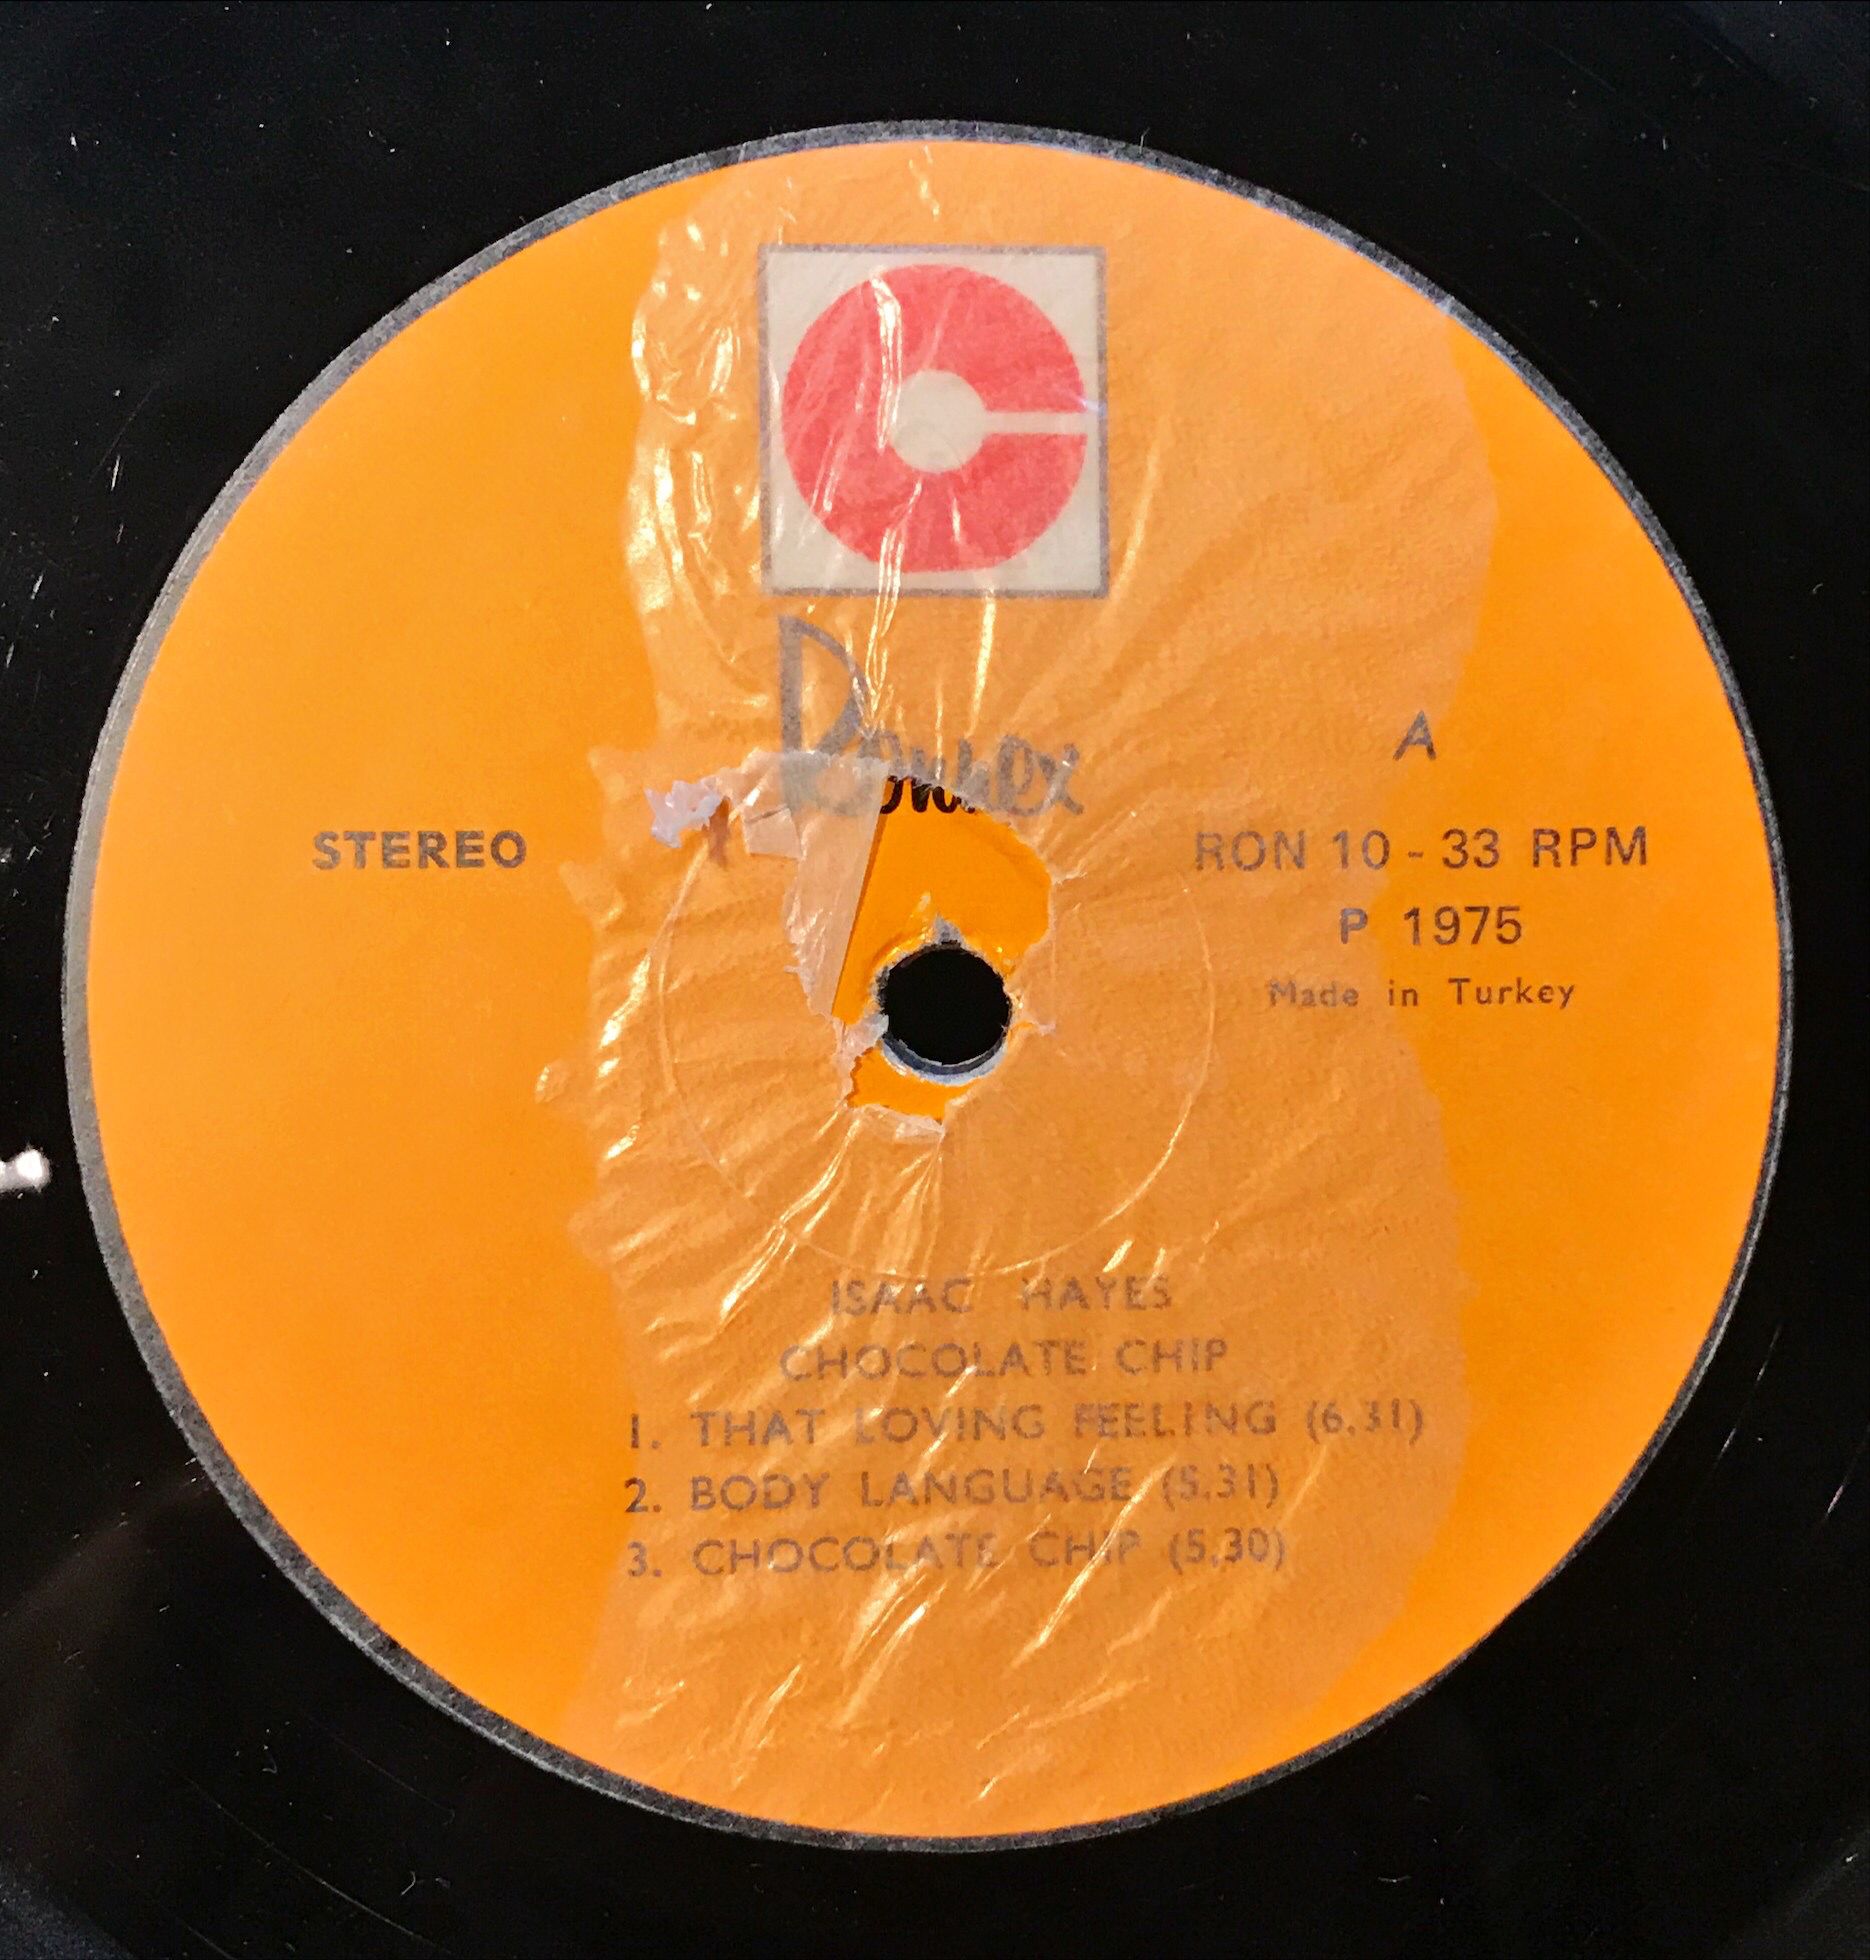 Ronnex
A
STEREO
RON 10 - 33 RPM
P 1975
Made in Turkey
ISAAC HAYES
CHOCOLATE CHIP
1. THAT LOVING FEELING (6.31)
2. BODY LANGUAGE (5.31)
3. CHOCOLATE CHIP (5.30)